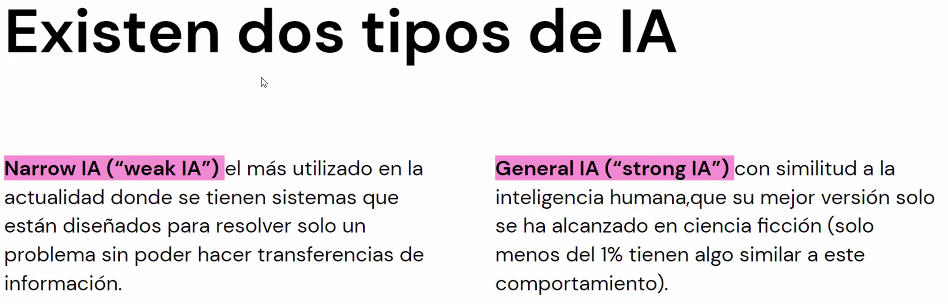 Existen dos tipos de IA
Narrow IA (“weak IA”) el más utilizado en la
actualidad donde se tienen sistemas que
están diseñados para resolver solo un
problema sin poder hacer transferencias de
información.
General IA (“strong IA”) con similitud a la
inteligencia humana,que su mejor versión solo
se ha alcanzado en ciencia ficción (solo
menos del 1% tienen algo similar a este
comportamiento).